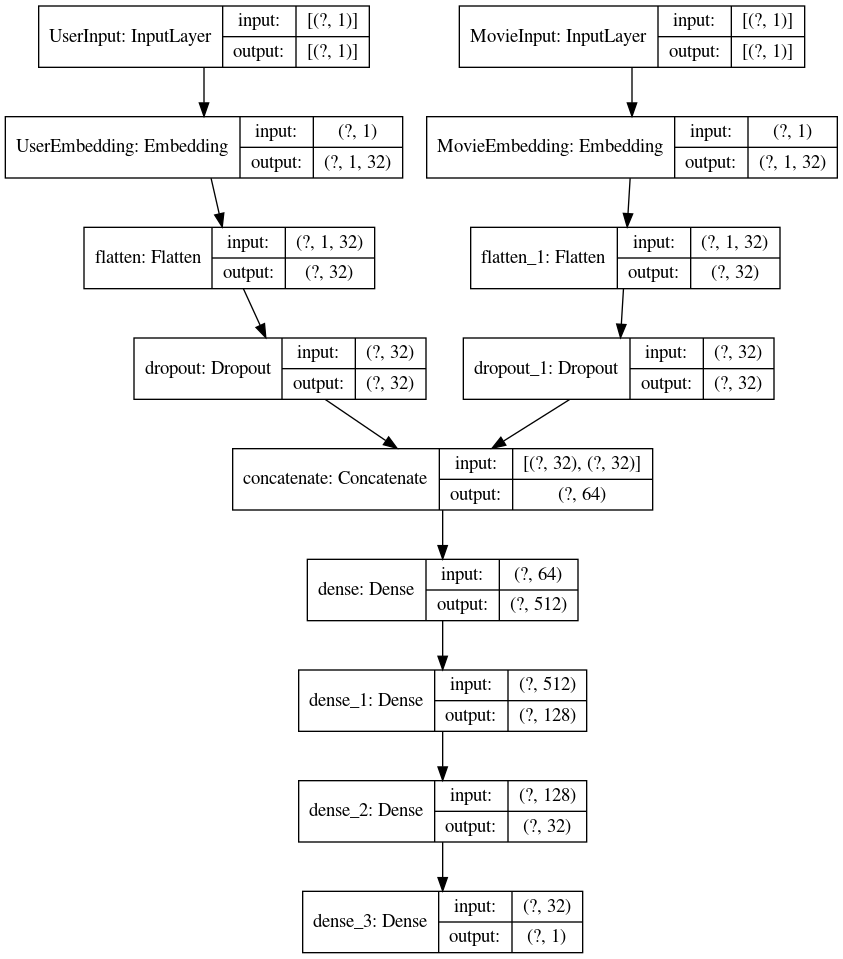 UserInput: InputLayer
input: [(?, 1)]
output: [(?, 1)]
MovieInput: InputLayer
input: [(?, 1)]
output: [(?, 1)]
UserEmbedding: Embedding
input: (?, 1)
output: (?, 1, 32)
MovieEmbedding: Embedding
input: (?, 1)
output: (?, 1, 32)
flatten: Flatten
input: (?, 1, 32)
output: (?, 32)
flatten_1: Flatten
input: (?, 1, 32)
output: (?, 32)
dropout: Dropout
input: (?, 32)
output: (?, 32)
dropout_1: Dropout
input: (?, 32)
output: (?, 32)
concatenate: Concatenate
input: [(?, 32), (?, 32)]
output: (?, 64)
dense: Dense
input: (?, 64)
output: (?, 512)
dense_1: Dense
input: (?, 512)
output: (?, 128)
dense_2: Dense
input: (?, 128)
output: (?, 32)
dense_3: Dense
input: (?, 32)
output: (?, 1)